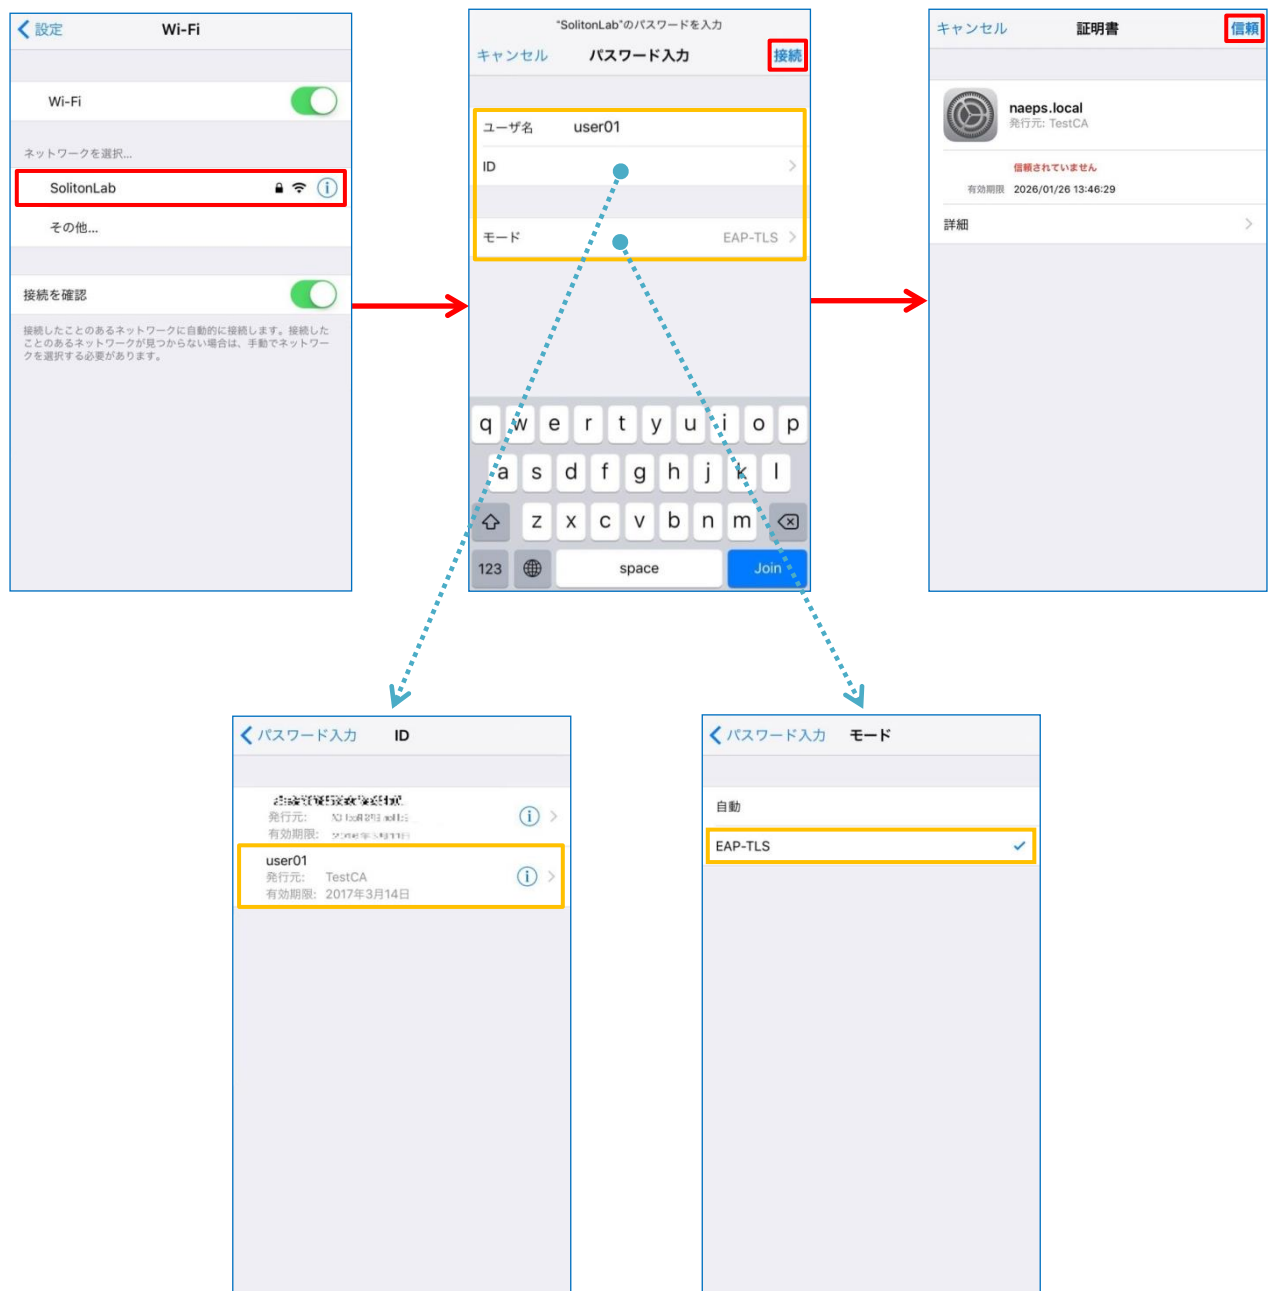 設定
Wi-Fi
Wi-Fi
ネットワークを選択...
SolitonLab
その他...
接続を確認
接続したことのあるネットワークに自動的に接続します。接続した
ことのあるネットワークが見つからない場合は、手動でネットワー
クを選択する必要があります。
"SolitonLab"のパスワードを入力
キャンセル
パスワード入力
接続
ユーザ名 user01
ID
モード EAP-TLS
q w e r t y u i o p
a s d f g h j k l
z x c v b n m
123 space Join
キャンセル
証明書
信頼
naeps.local
発行元: TestCA
信頼されていません
有効期限 2026/01/26 13:46:29
詳細
パスワード入力
ID
発行元:
有効期限:
user01
発行元: TestCA
有効期限: 2017年3月14日
パスワード入力
モード
自動
EAP-TLS